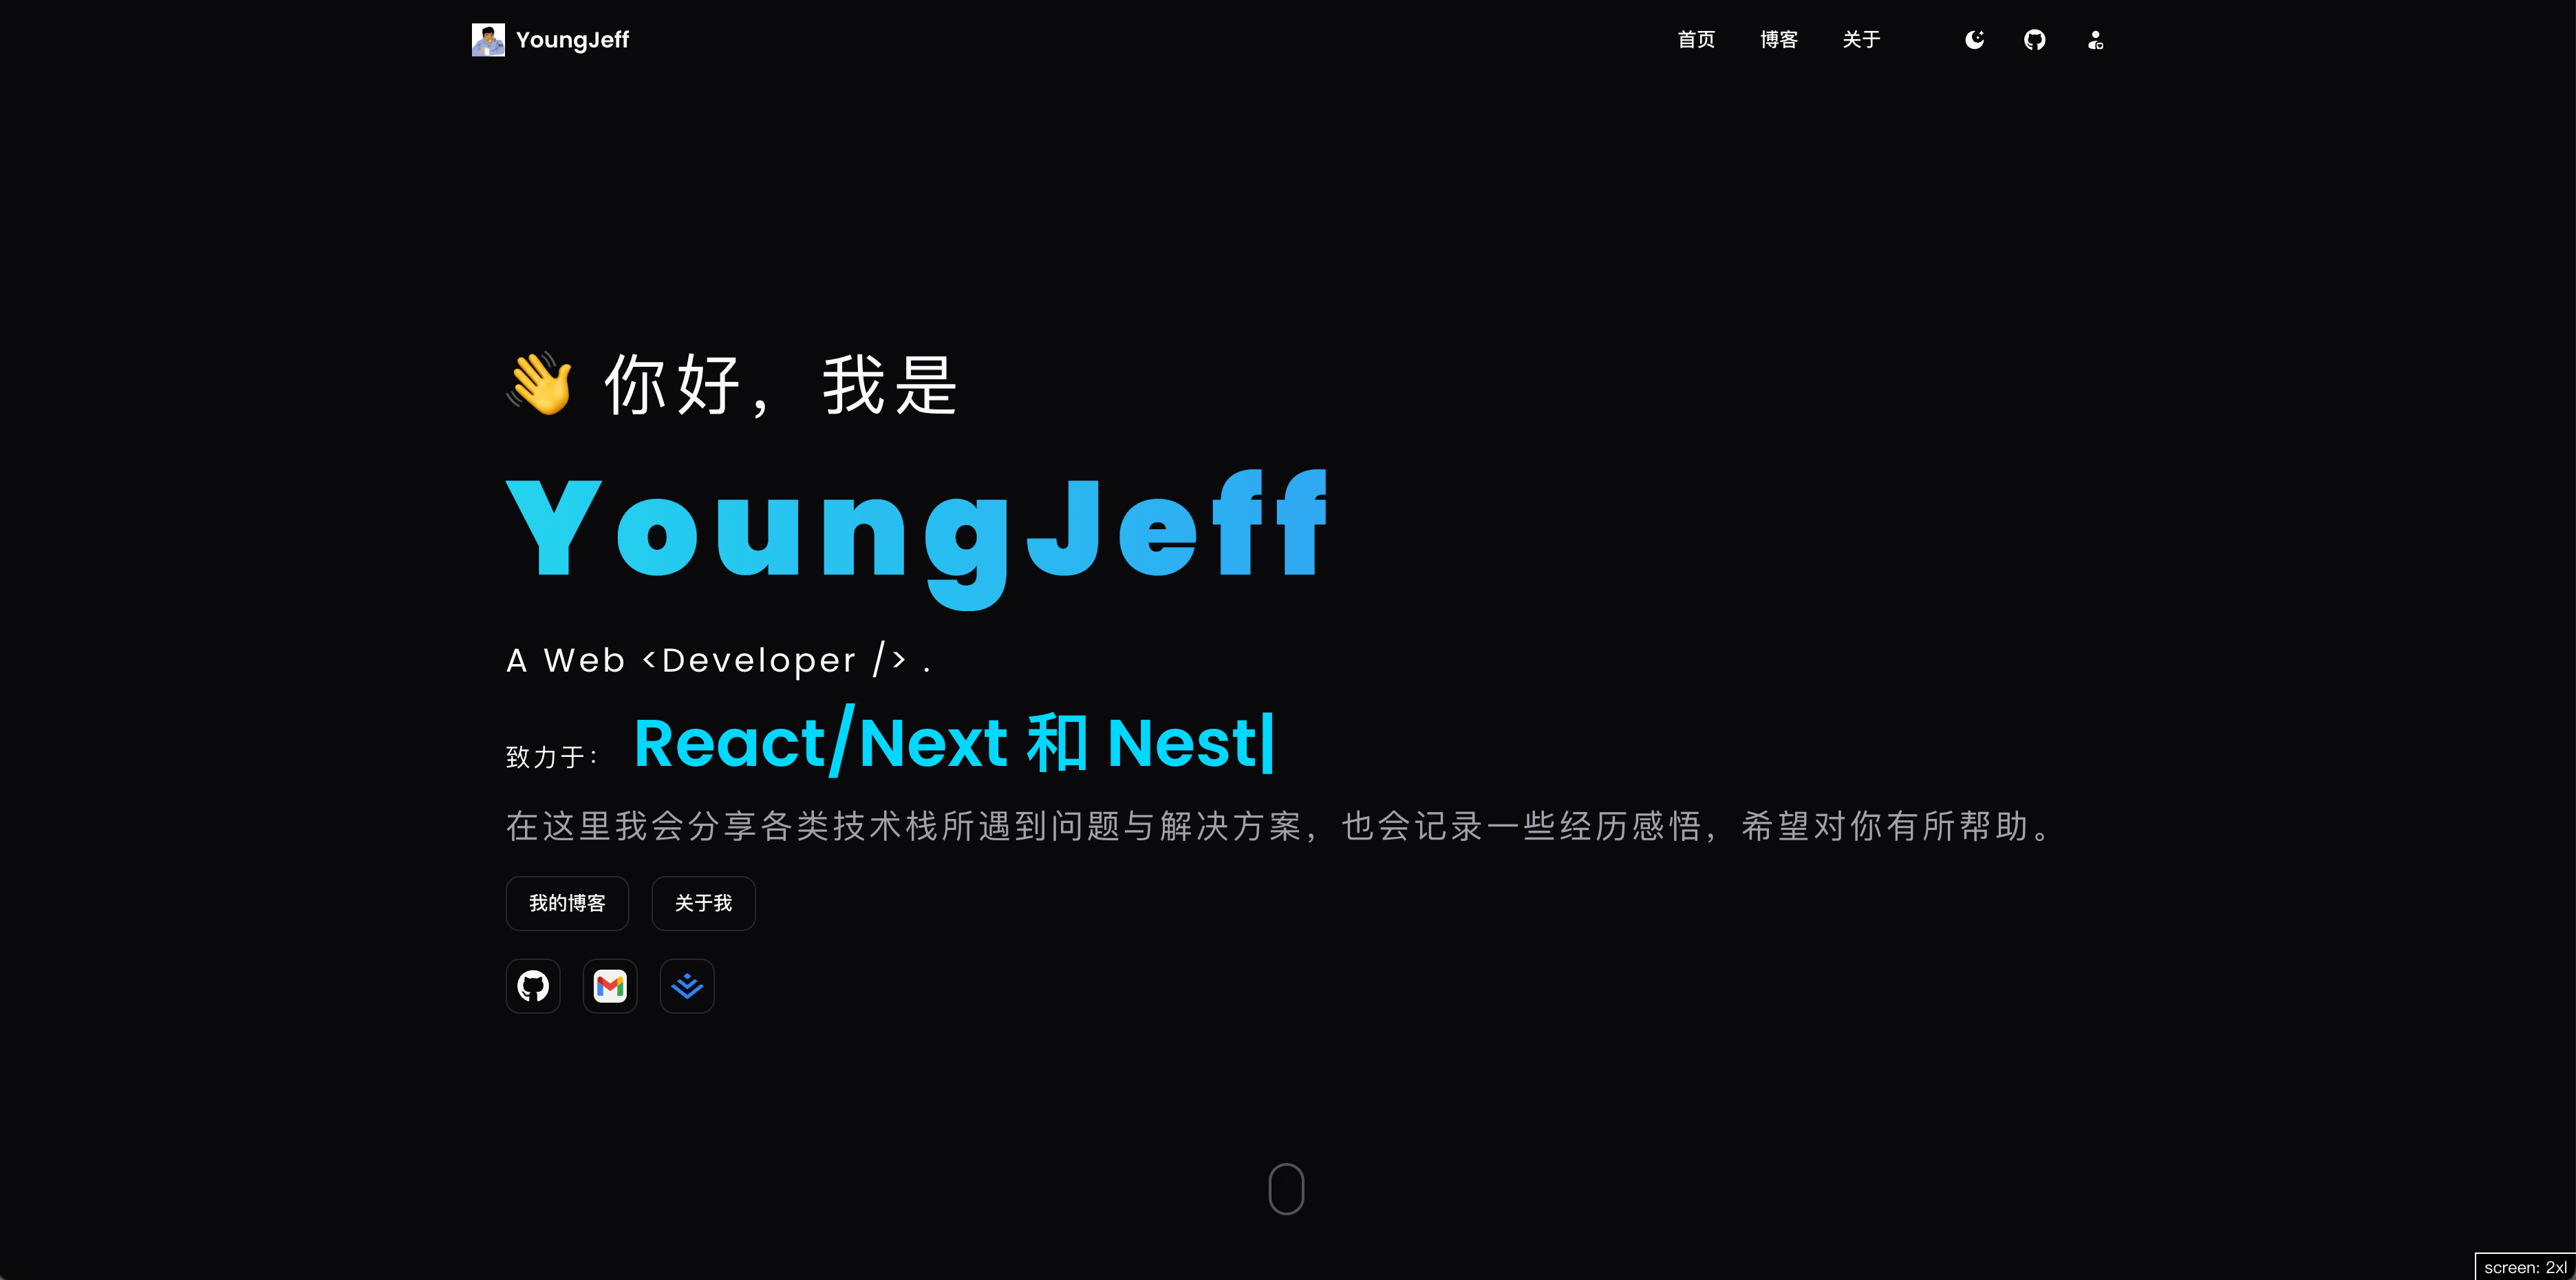 YoungJeff 首页 博客 关于
👋 你好，我是
YoungJeff
A Web <Developer /> .
致力于： React/Next 和 Nest|
在这里我会分享各类技术栈所遇到问题与解决方案，也会记录一些经历感悟，希望对你有所帮助。
我的博客 关于我
screen: 2xl